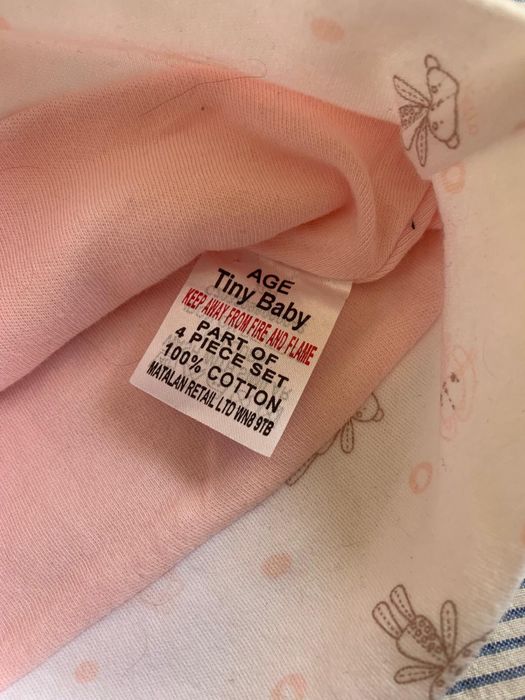 AGE
Tiny Baby
KEEP AWAY FROM FIRE AND FLAME
PART OF
4 PIECE SET
100% COTTON
MATALAN RETAIL LTD WN8 9TB